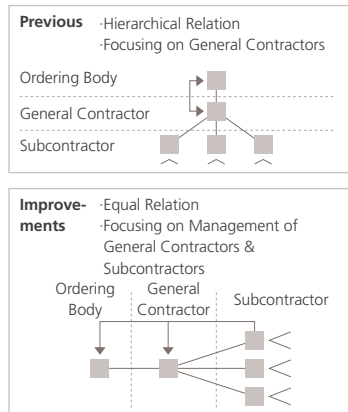 Previous ·Hierarchical Relation
·Focusing on General Contractors
Ordering Body
General Contractor
Subcontractor
Improve- ·Equal Relation
ments ·Focusing on Management of
General Contractors &
Subcontractors
Ordering General
Body Contractor Subcontractor